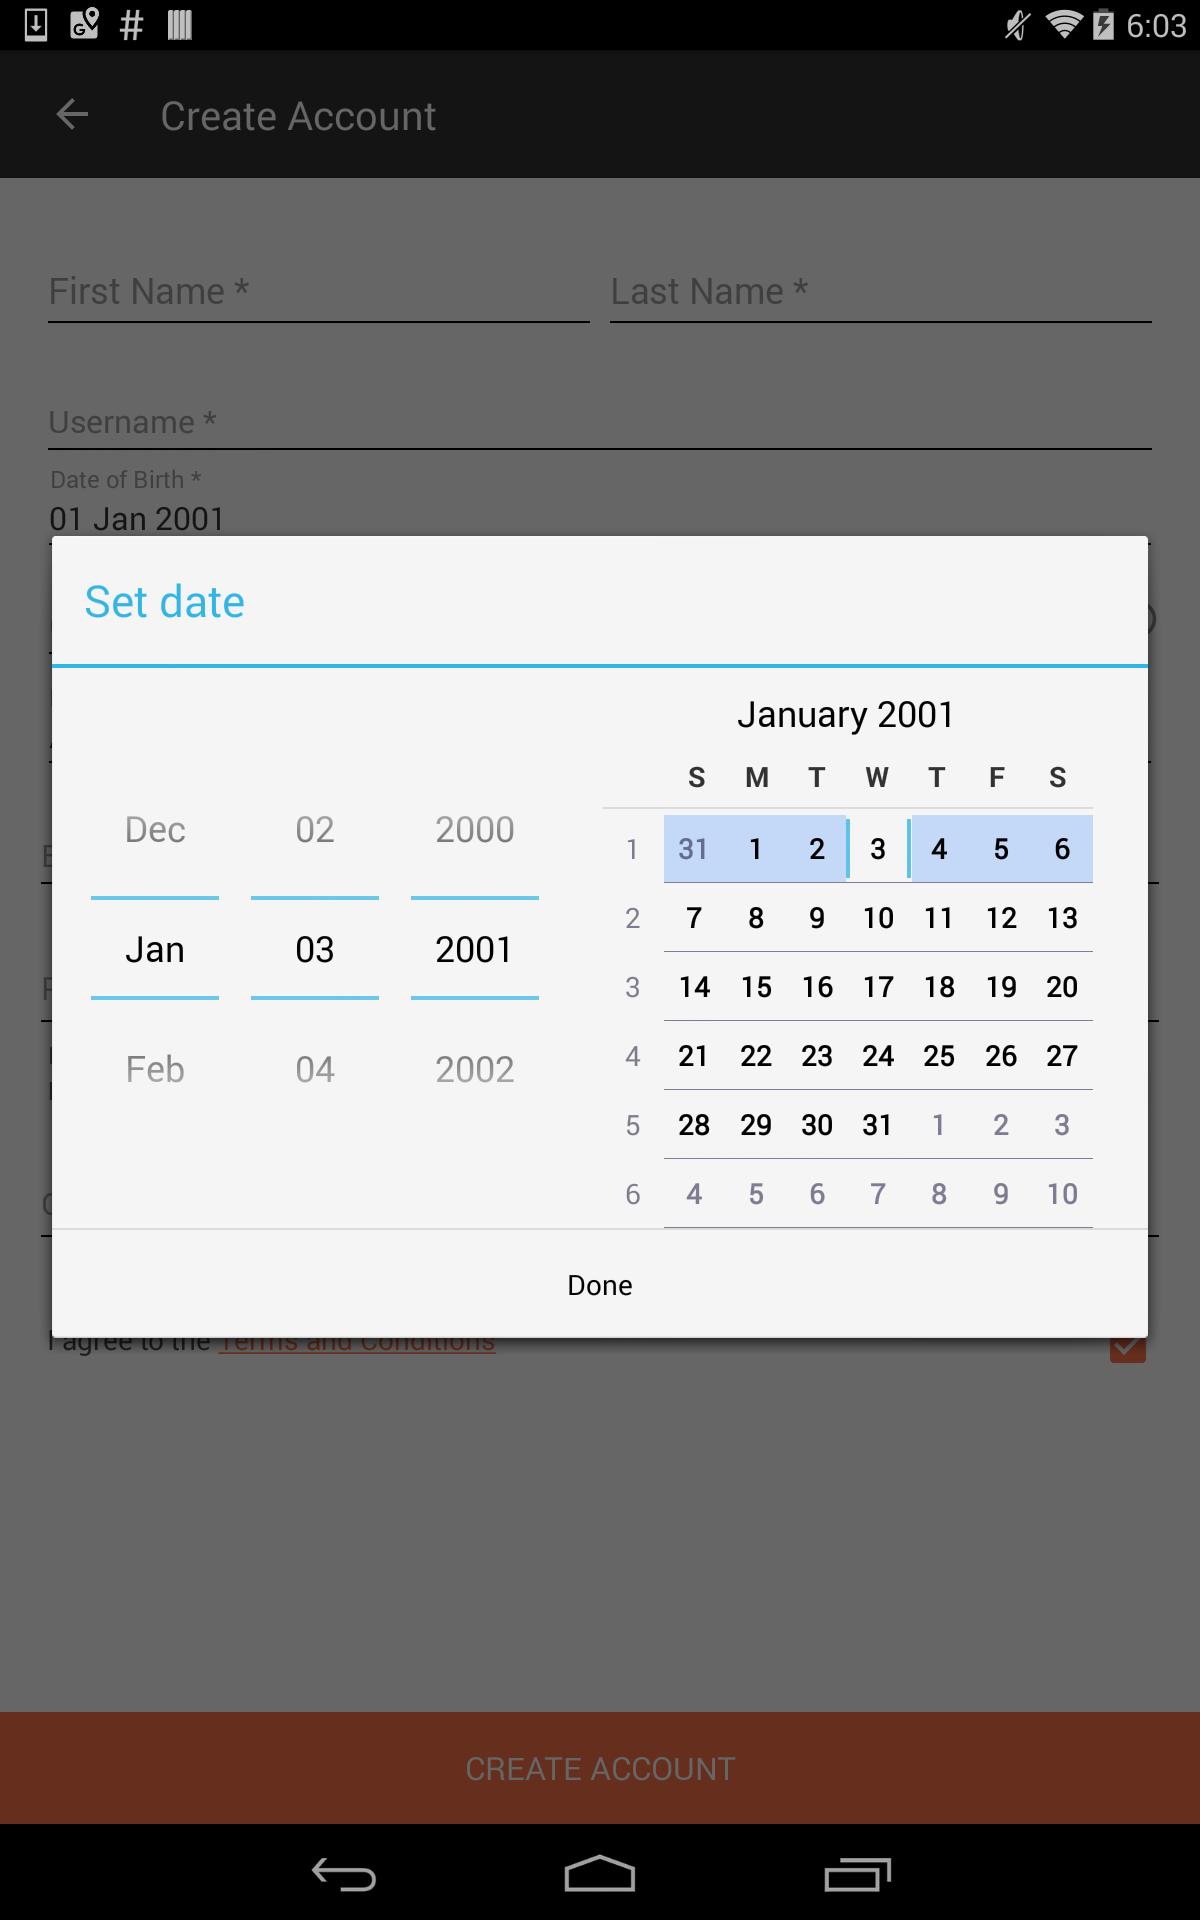 6:03
Create Account
First Name * Last Name *
Username *
Date of Birth *
01 Jan 2001
Set date
January 2001
S M T W T F S
Dec 02 2000
Jan 03 2001
Feb 04 2002
1 31 1 2 3 4 5 6
2 7 8 9 10 11 12 13
3 14 15 16 17 18 19 20
4 21 22 23 24 25 26 27
5 28 29 30 31 1 2 3
6 4 5 6 7 8 9 10
Done
I agree to the Terms and Conditions
CREATE ACCOUNT